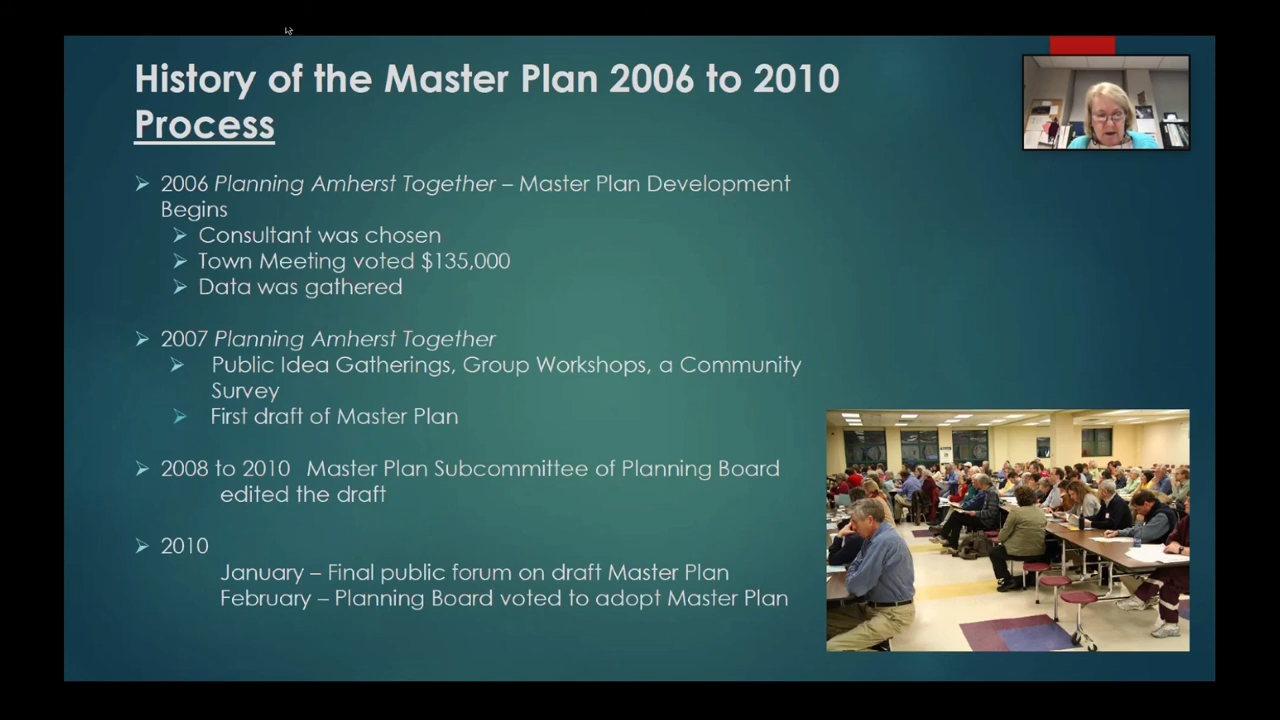 History of the Master Plan 2006 to 2010
Process
2006 Planning Amherst Together – Master Plan Development
Begins
Consultant was chosen
Town Meeting voted $135,000
Data was gathered
2007 Planning Amherst Together
Public Idea Gatherings, Group Workshops, a Community
Survey
First draft of Master Plan
2008 to 2010 Master Plan Subcommittee of Planning Board
edited the draft
2010
January – Final public forum on draft Master Plan
February – Planning Board voted to adopt Master Plan